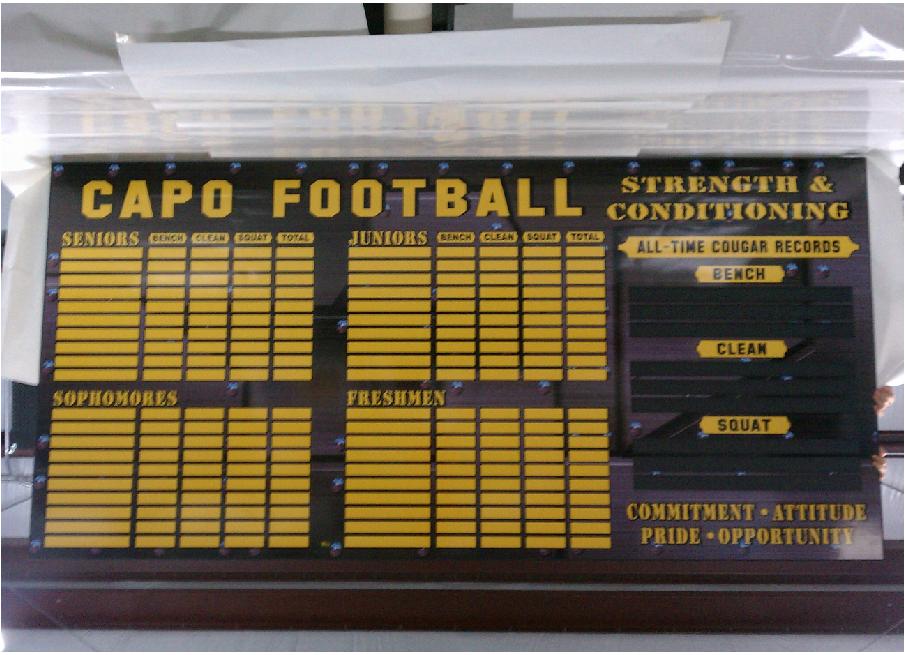 CAPO FOOTBALL
STRENGTH &
CONDITIONING
SENIORS BENCH CLEAN SQUAT TOTAL
JUNIORS BENCH CLEAN SQUAT TOTAL
SOPHOMORES
FRESHMEN
ALL-TIME COUGAR RECORDS
BENCH
CLEAN
SQUAT
COMMITMENT • ATTITUDE
PRIDE • OPPORTUNITY